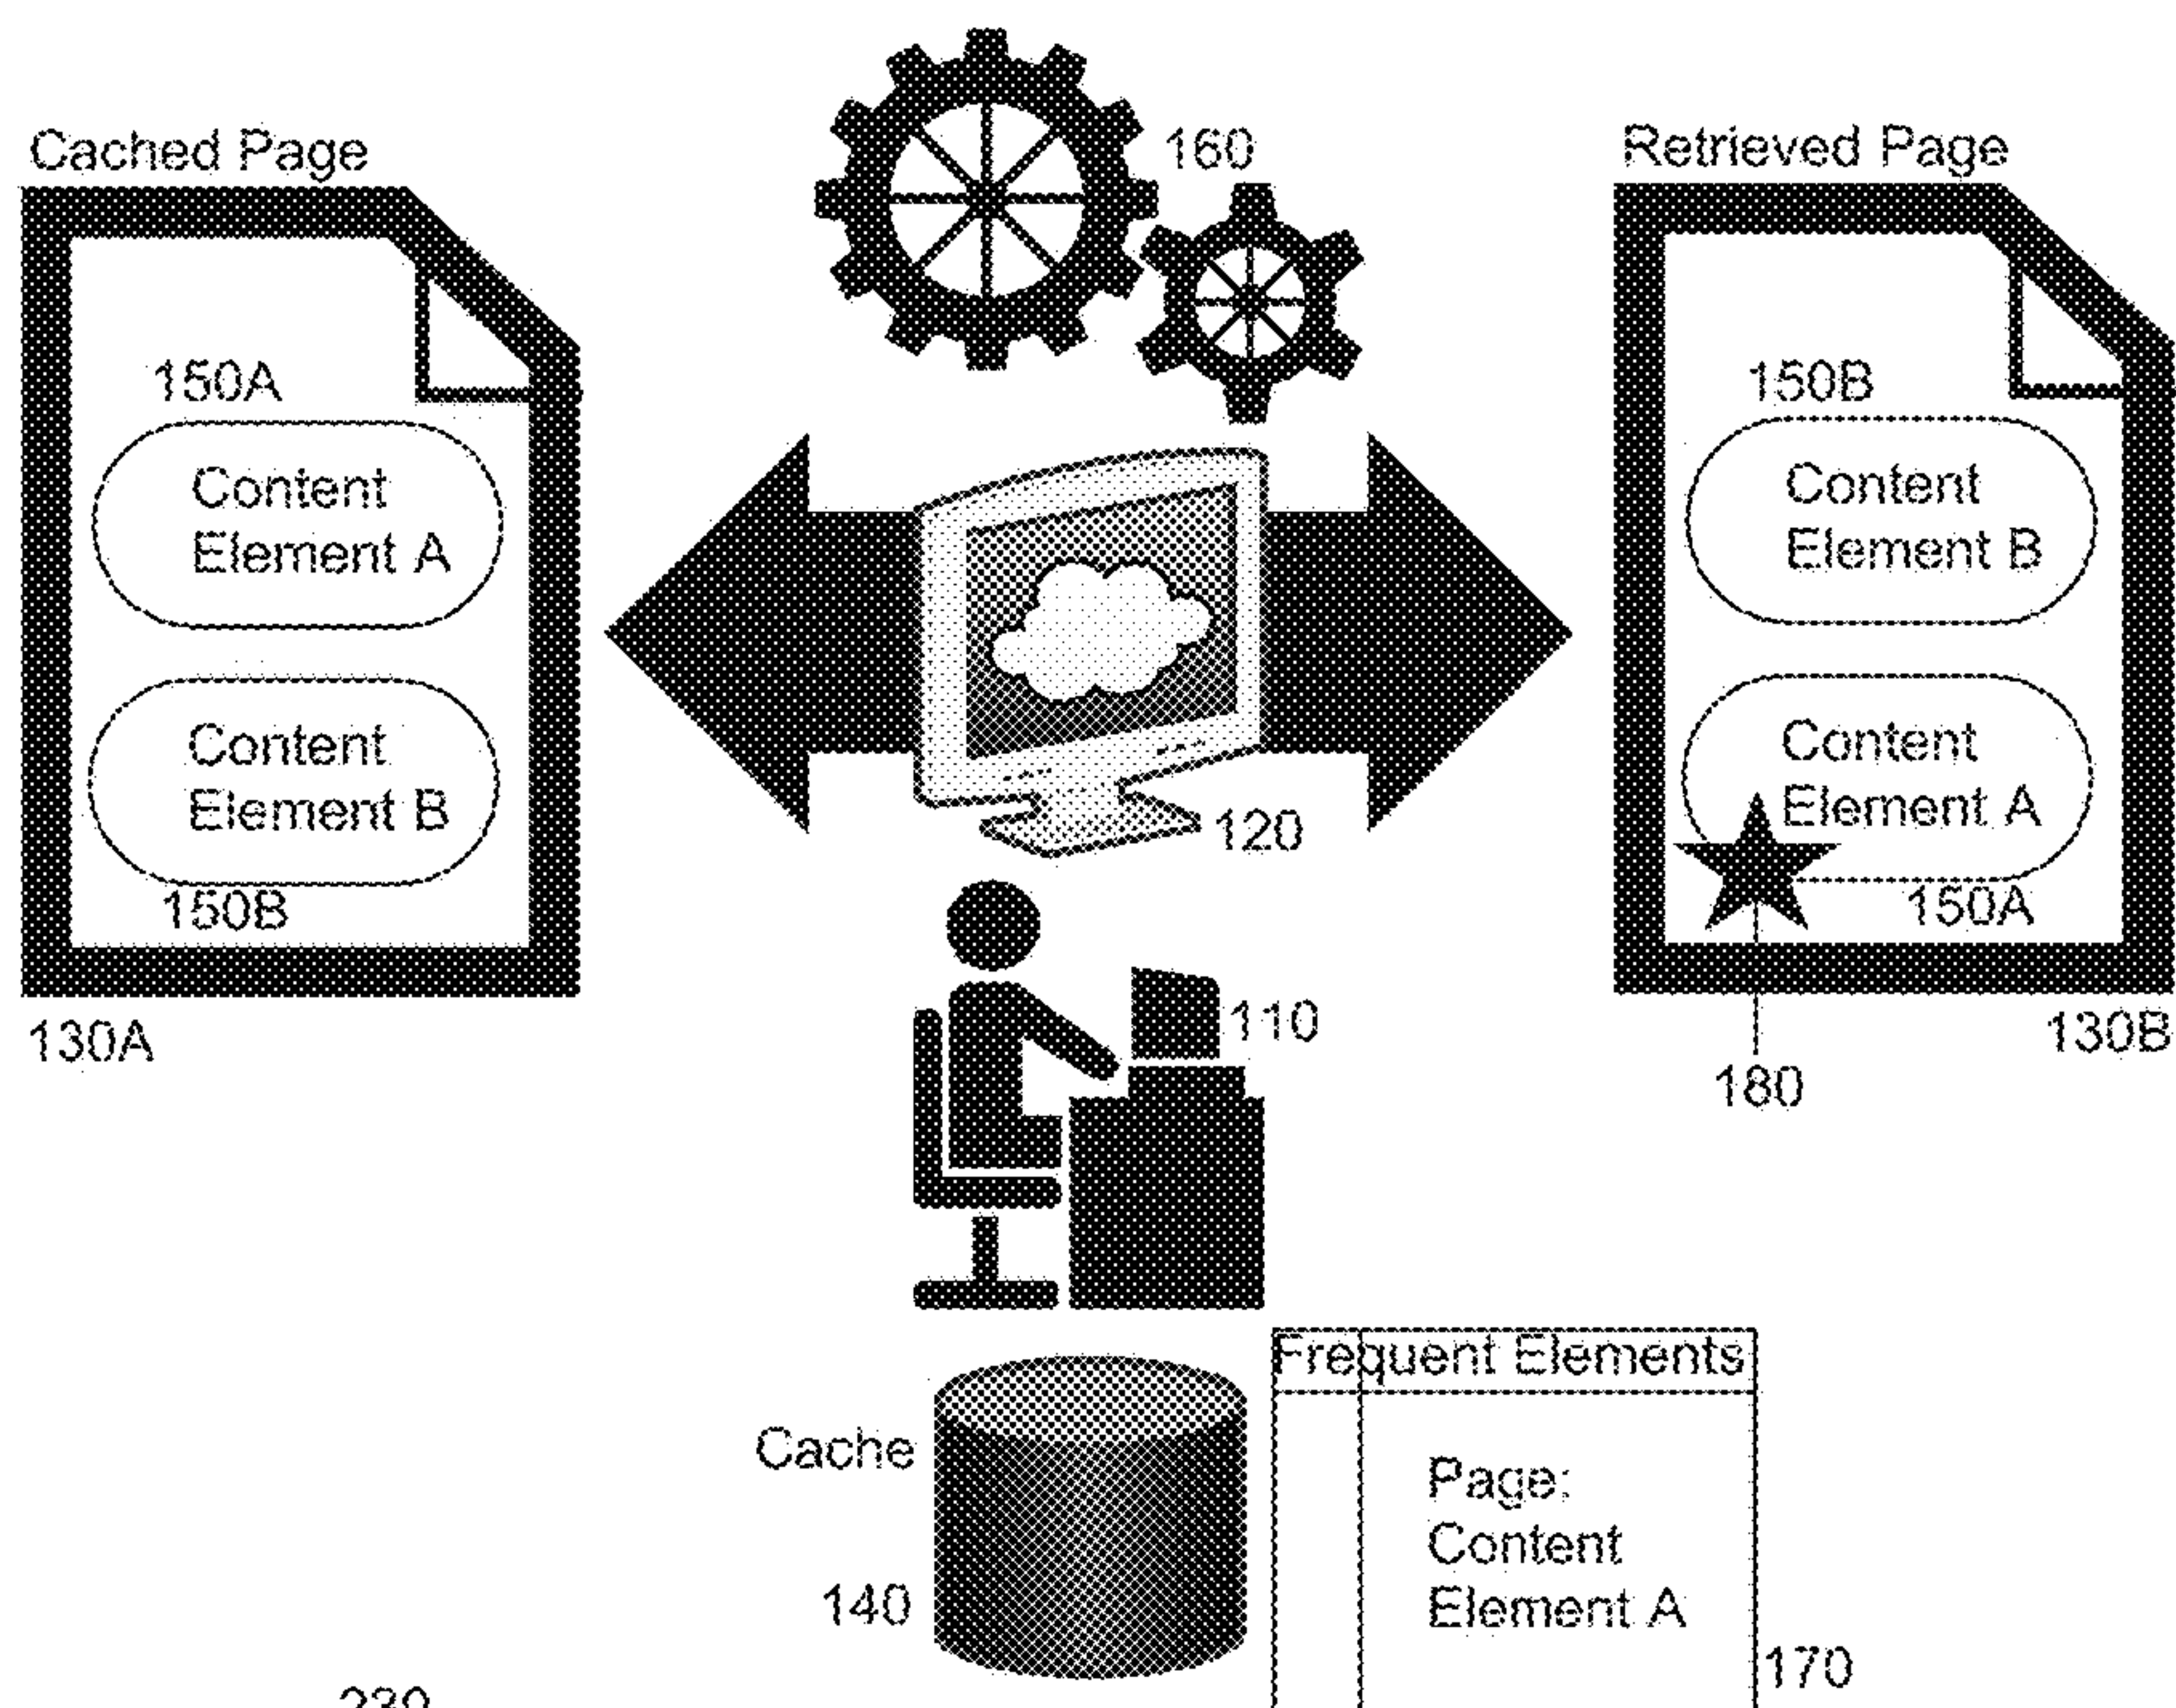 160
Cached Page
Retrieved Page
150A
150B
Content
Element A
Content
Element B
Content
Element B
Content
Element A
120
150B
150A
110
130A
130B
180
Frequent Elements
Cache
Page:
Content
Element A
140
170